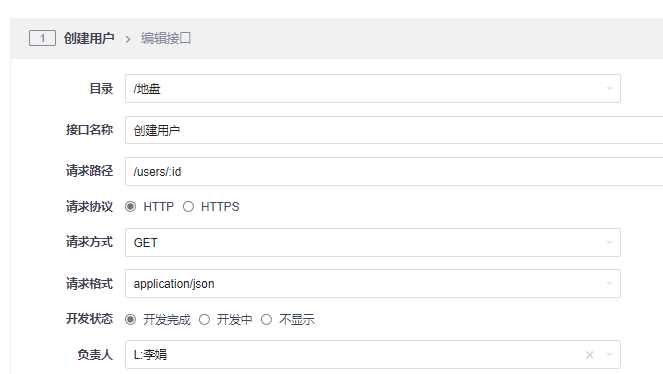 1 创建用户 > 编辑接口
目录 /地盘
接口名称 创建用户
请求路径 /users/:id
请求协议 HTTP HTTPS
请求方式 GET
请求格式 application/json
开发状态 开发完成 开发中 不显示
负责人 L:李娟